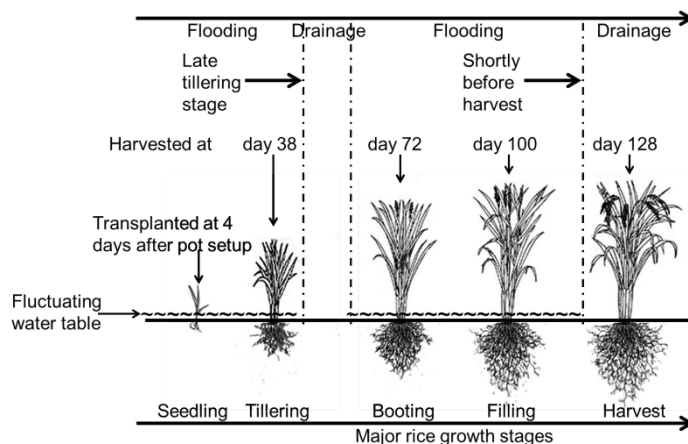 Flooding Drainage Flooding Drainage
Late
tillering
stage
Shortly
before
harvest
Harvested at day 38 day 72 day 100 day 128
Transplanted at 4
days after pot setup
Fluctuating
water table
Seedling Tillering Booting Filling Harvest
Major rice growth stages